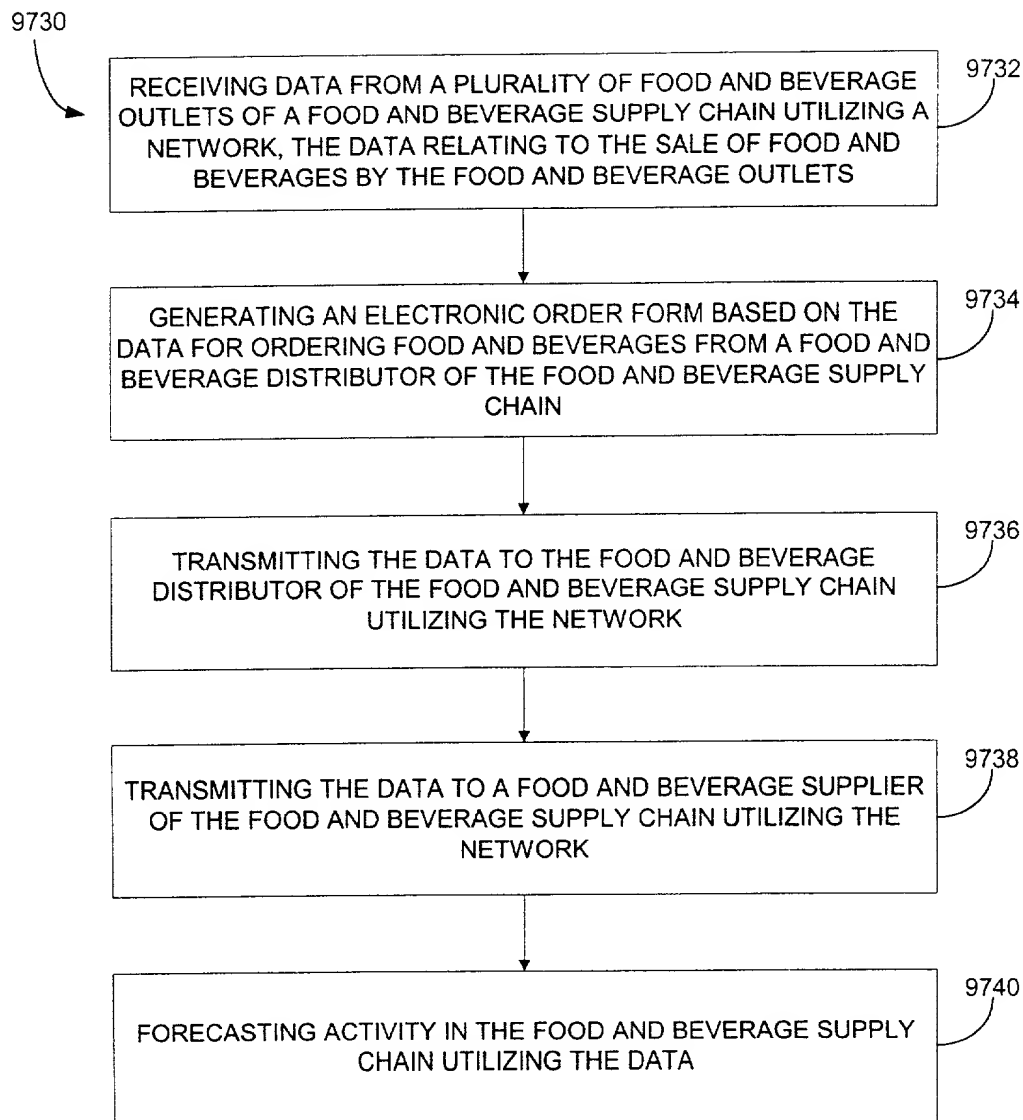 9730
RECEIVING DATA FROM A PLURALITY OF FOOD AND BEVERAGE
OUTLETS OF A FOOD AND BEVERAGE SUPPLY CHAIN UTILIZING A
NETWORK, THE DATA RELATING TO THE SALE OF FOOD AND
BEVERAGES BY THE FOOD AND BEVERAGE OUTLETS
9732
GENERATING AN ELECTRONIC ORDER FORM BASED ON THE
DATA FOR ORDERING FOOD AND BEVERAGES FROM A FOOD AND
BEVERAGE DISTRIBUTOR OF THE FOOD AND BEVERAGE SUPPLY
CHAIN
9734
TRANSMITTING THE DATA TO THE FOOD AND BEVERAGE
DISTRIBUTOR OF THE FOOD AND BEVERAGE SUPPLY CHAIN
UTILIZING THE NETWORK
9736
TRANSMITTING THE DATA TO A FOOD AND BEVERAGE SUPPLIER
OF THE FOOD AND BEVERAGE SUPPLY CHAIN UTILIZING THE
NETWORK
9738
FORECASTING ACTIVITY IN THE FOOD AND BEVERAGE SUPPLY
CHAIN UTILIZING THE DATA
9740